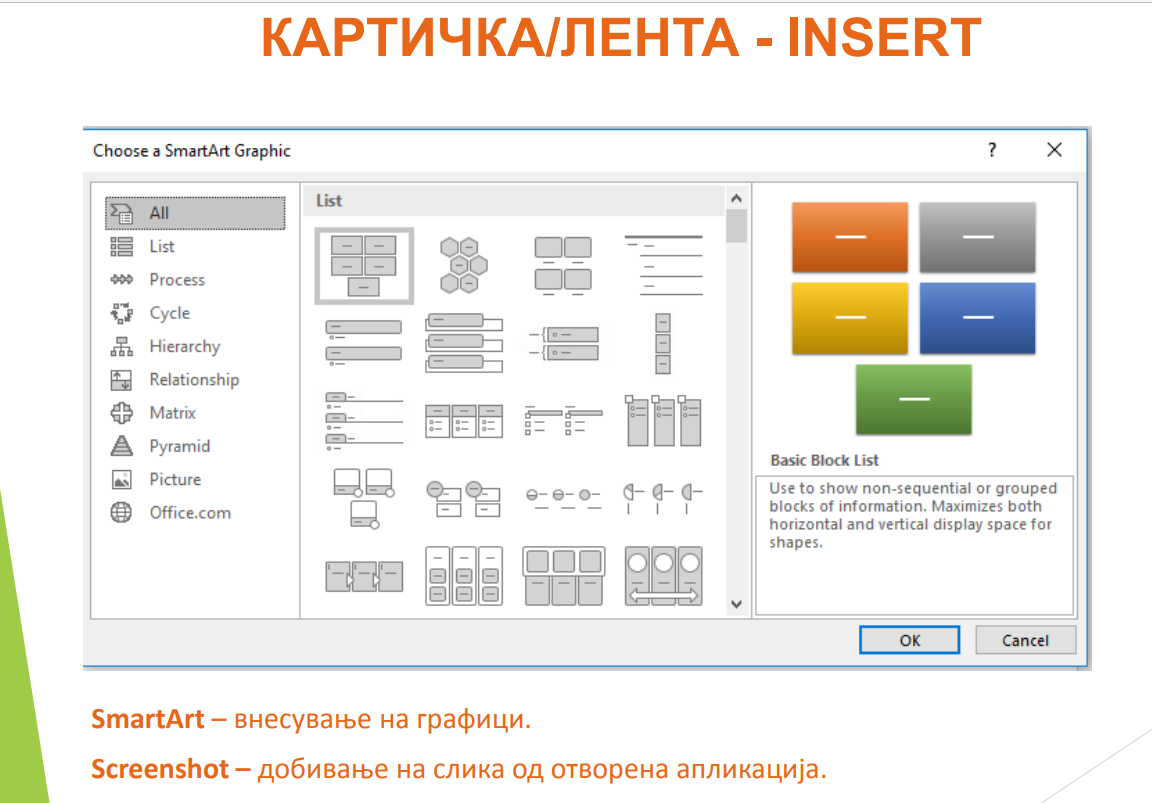 КАРТИЧКА/ЛЕНТА - INSERT
Choose a SmartArt Graphic
?
All
List
Process
Cycle
Hierarchy
Relationship
Matrix
Pyramid
Picture
Office.com
List
Basic Block List
Use to show non-sequential or grouped
blocks of information. Maximizes both
horizontal and vertical display space for
shapes.
OK
Cancel
SmartArt – внесување на графици.
Screenshot – добивање на слика од отворена апликација.